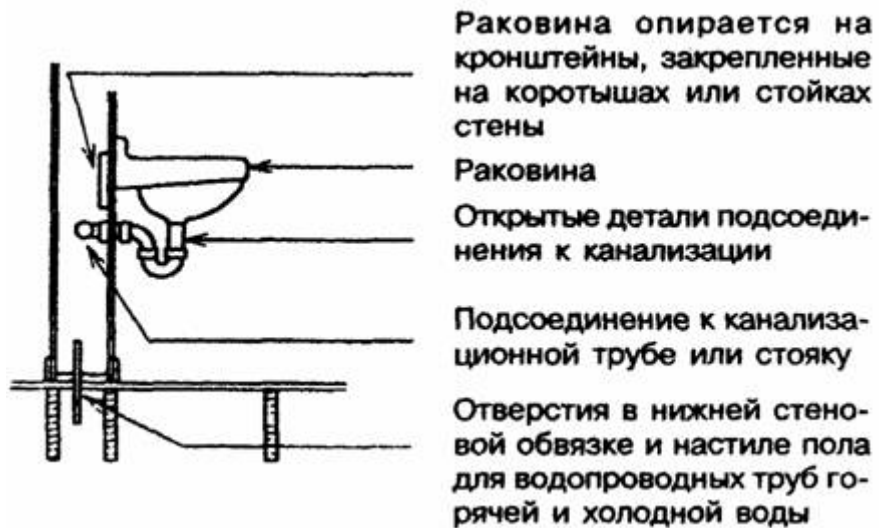 Раковина опирается на
кронштейны, закрепленные
на коротышах или стойках
стены
Раковина
Открытые детали подсоеди-
нения к канализации
Подсоединение к канализа-
ционной трубе или стояку
Отверстия в нижней стено-
вой обвязке и настиле пола
для водопроводных труб го-
рячей и холодной воды